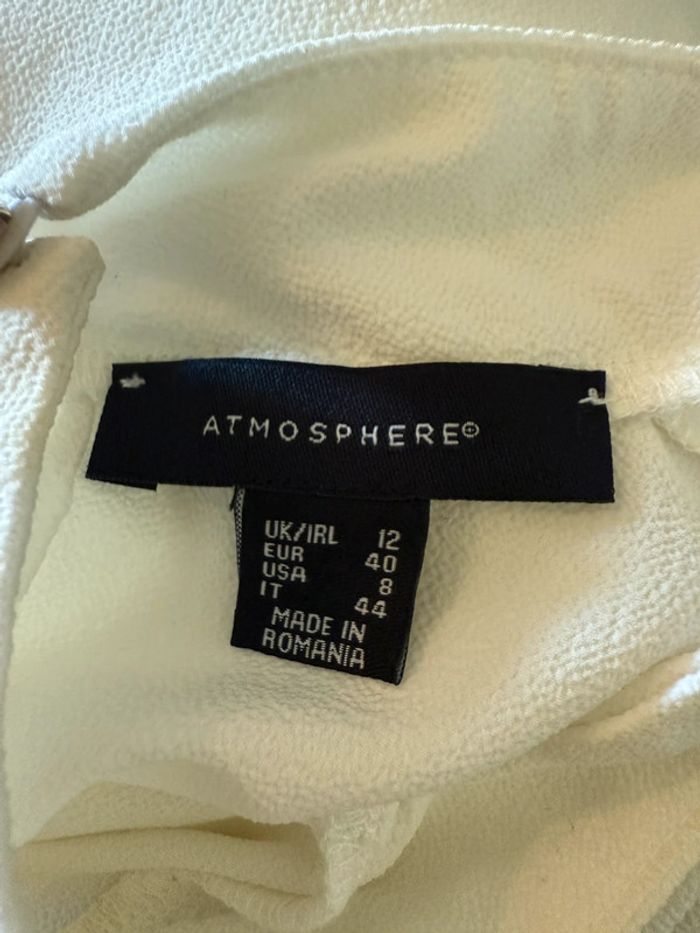 ATMOSPHERE®
UK/IRL 12
EUR 40
USA 8
IT 44
MADE IN
ROMANIA